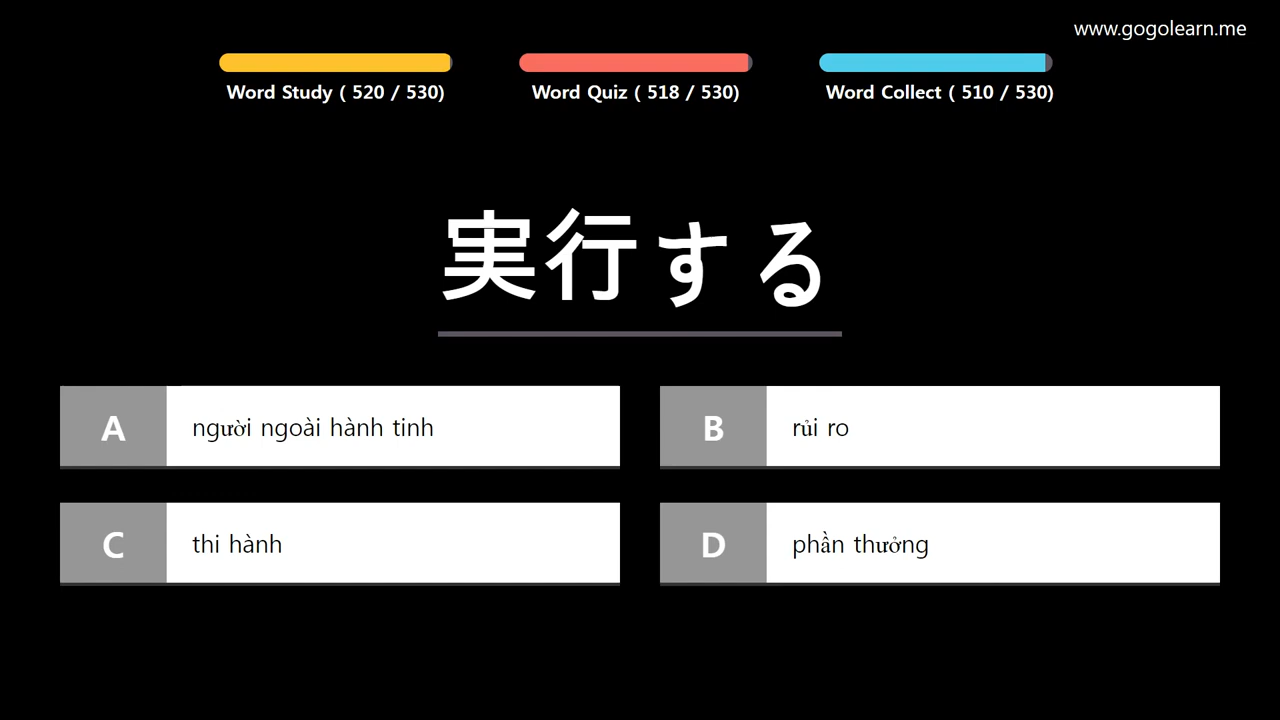 www.gogolearn.me
Word Study ( 520 / 530)
Word Quiz ( 518 / 530)
Word Collect ( 510 / 530)
実行する
A
người ngoài hành tinh
B
rủi ro
C
thi hành
D
phần thưởng